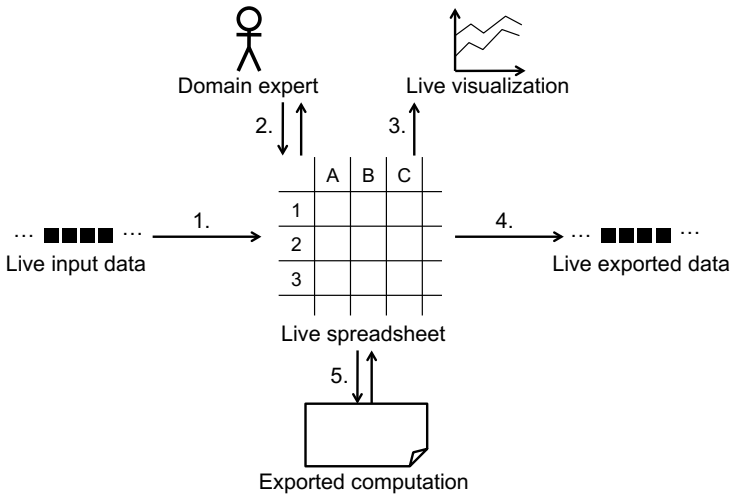 Domain expert
Live visualization
2.
3.
A B C
1
2
3
... ...
1.
4.
... ...
Live input data
Live exported data
Live spreadsheet
5.
Exported computation